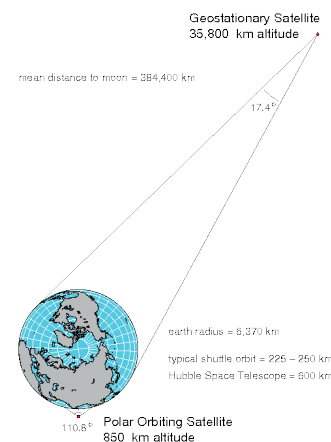 Geostationary Satellite
35,800 km altitude
mean distance to moon = 384,400 km
17.4°
earth radius = 6,370 km
typical shuttle orbit = 225 – 250 km
Hubble Space Telescope = 600 km
110.8°
Polar Orbiting Satellite
850 km altitude